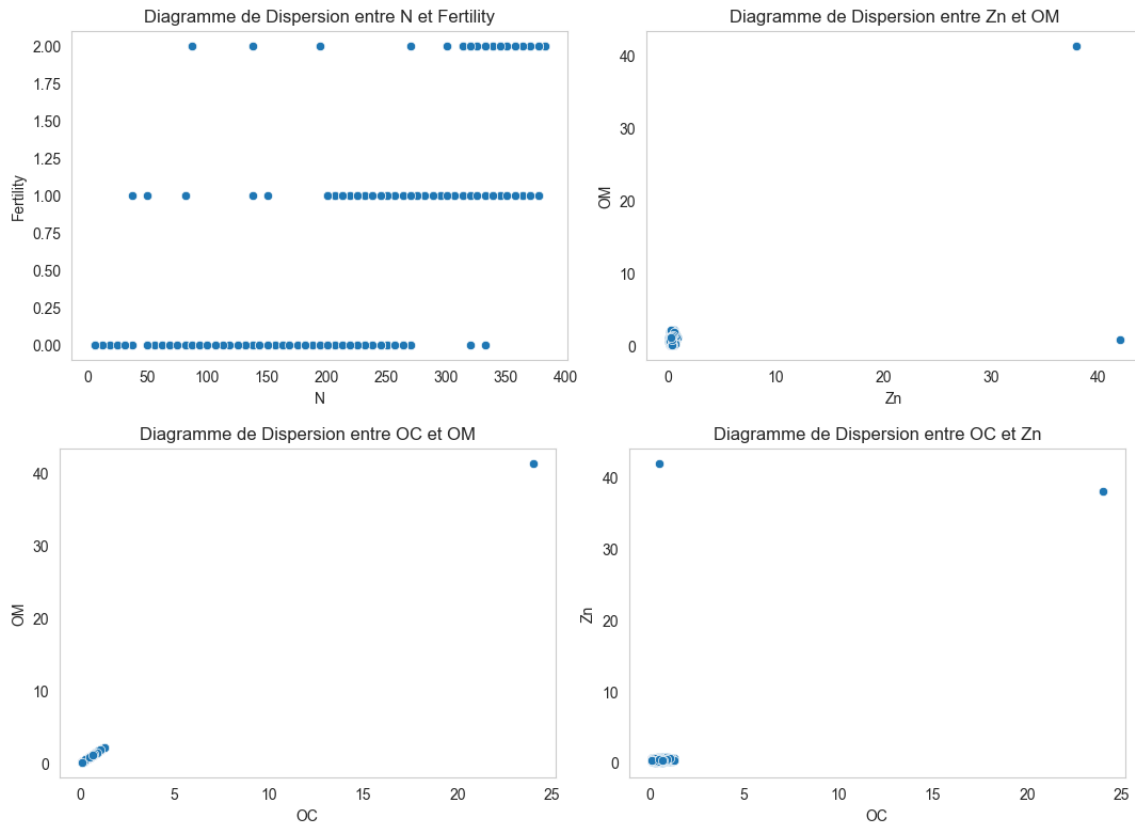 Diagramme de Dispersion entre N et Fertility
2.00
1.75
1.50
1.25
1.00
0.75
0.50
0.25
0.00
Fertility
0 50 100 150 200 250 300 350 400
N
Diagramme de Dispersion entre Zn et OM
40
30
20
10
0
OM
0 10 20 30 40
Zn
Diagramme de Dispersion entre OC et OM
40
30
20
10
0
OM
0 5 10 15 20 25
OC
Diagramme de Dispersion entre OC et Zn
40
30
20
10
0
Zn
0 5 10 15 20 25
OC